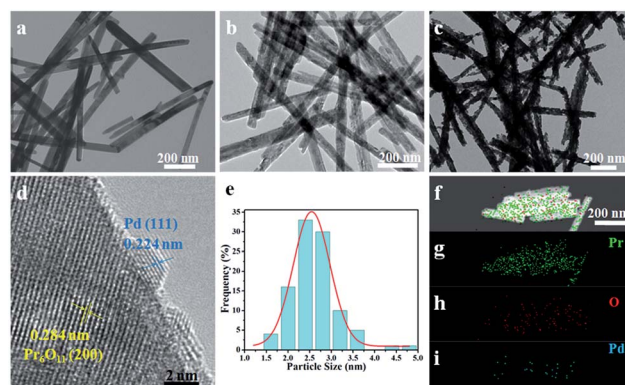 a
200 nm
b
200 nm
c
200 nm
d
Pd (111)
0.224 nm
0.284 nm
Pr₆O₁₁ (200)
2 nm
e
Frequency (%)
35
30
25
20
15
10
5
0
1.0 1.5 2.0 2.5 3.0 3.5 4.0 4.5 5.0
Particle Size (nm)
f
200 nm
g
Pr
h
O
i
Pd